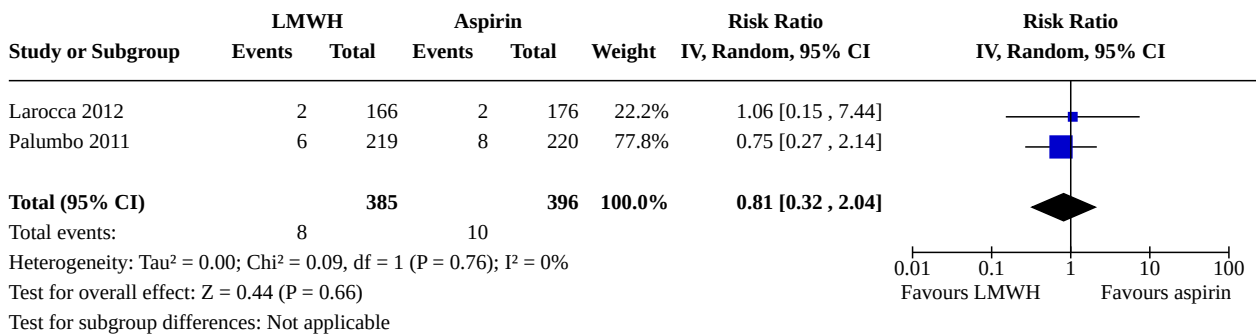 LMWH Aspirin Risk Ratio Risk Ratio
Study or Subgroup Events Total Events Total Weight IV, Random, 95% CI IV, Random, 95% CI
Larocca 2012 2 166 2 176 22.2% 1.06 [0.15 , 7.44]
Palumbo 2011 6 219 8 220 77.8% 0.75 [0.27 , 2.14]
Total (95% CI) 385 396 100.0% 0.81 [0.32 , 2.04]
Total events: 8 10
Heterogeneity: Tau² = 0.00; Chi² = 0.09, df = 1 (P = 0.76); I² = 0%
0.01 0.1 1 10 100
Test for overall effect: Z = 0.44 (P = 0.66) Favours LMWH Favours aspirin
Test for subgroup differences: Not applicable